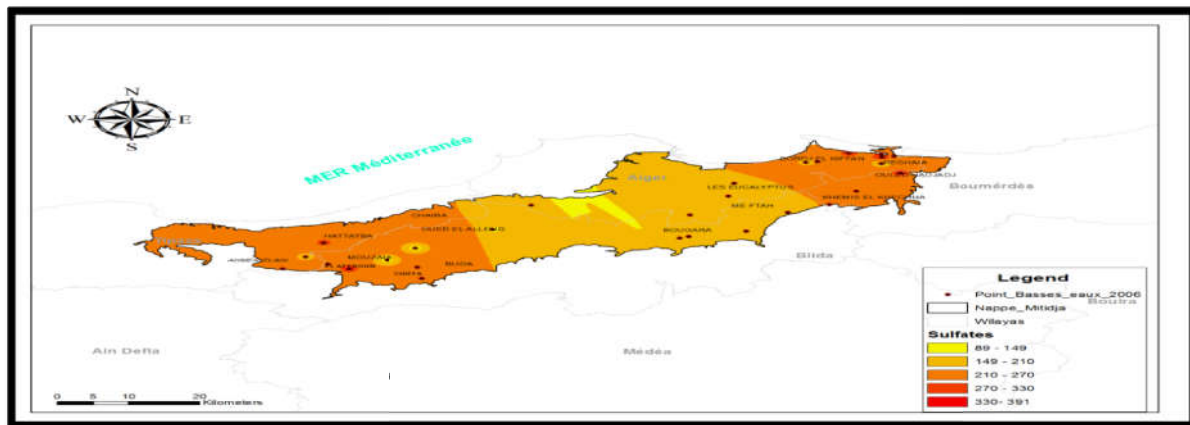 N
W E
S
MER Méditerranée
Alger
REGHAIA
Boumérdès
LES EUCALYPTUS
ME FTAH
CHAIBA
OUED EL ALLEUG
HATTATBA
BOUGARA
MOUZAIA
BLIDA
CHIFFA
Blida
Bouira
Ain Defla
Médéa
Legend
Point_Basses_eaux_2006
Nappe_Mitidja
Wilayas
Sulfates
89 - 149
149 - 210
210 - 270
270 - 330
330- 391
0 5 10 20
Kilometers